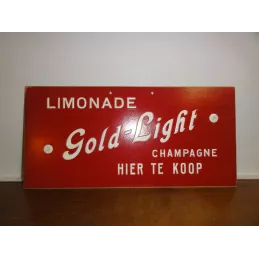 LIMONADE
Gold-Light
CHAMPAGNE
HIER TE KOOP